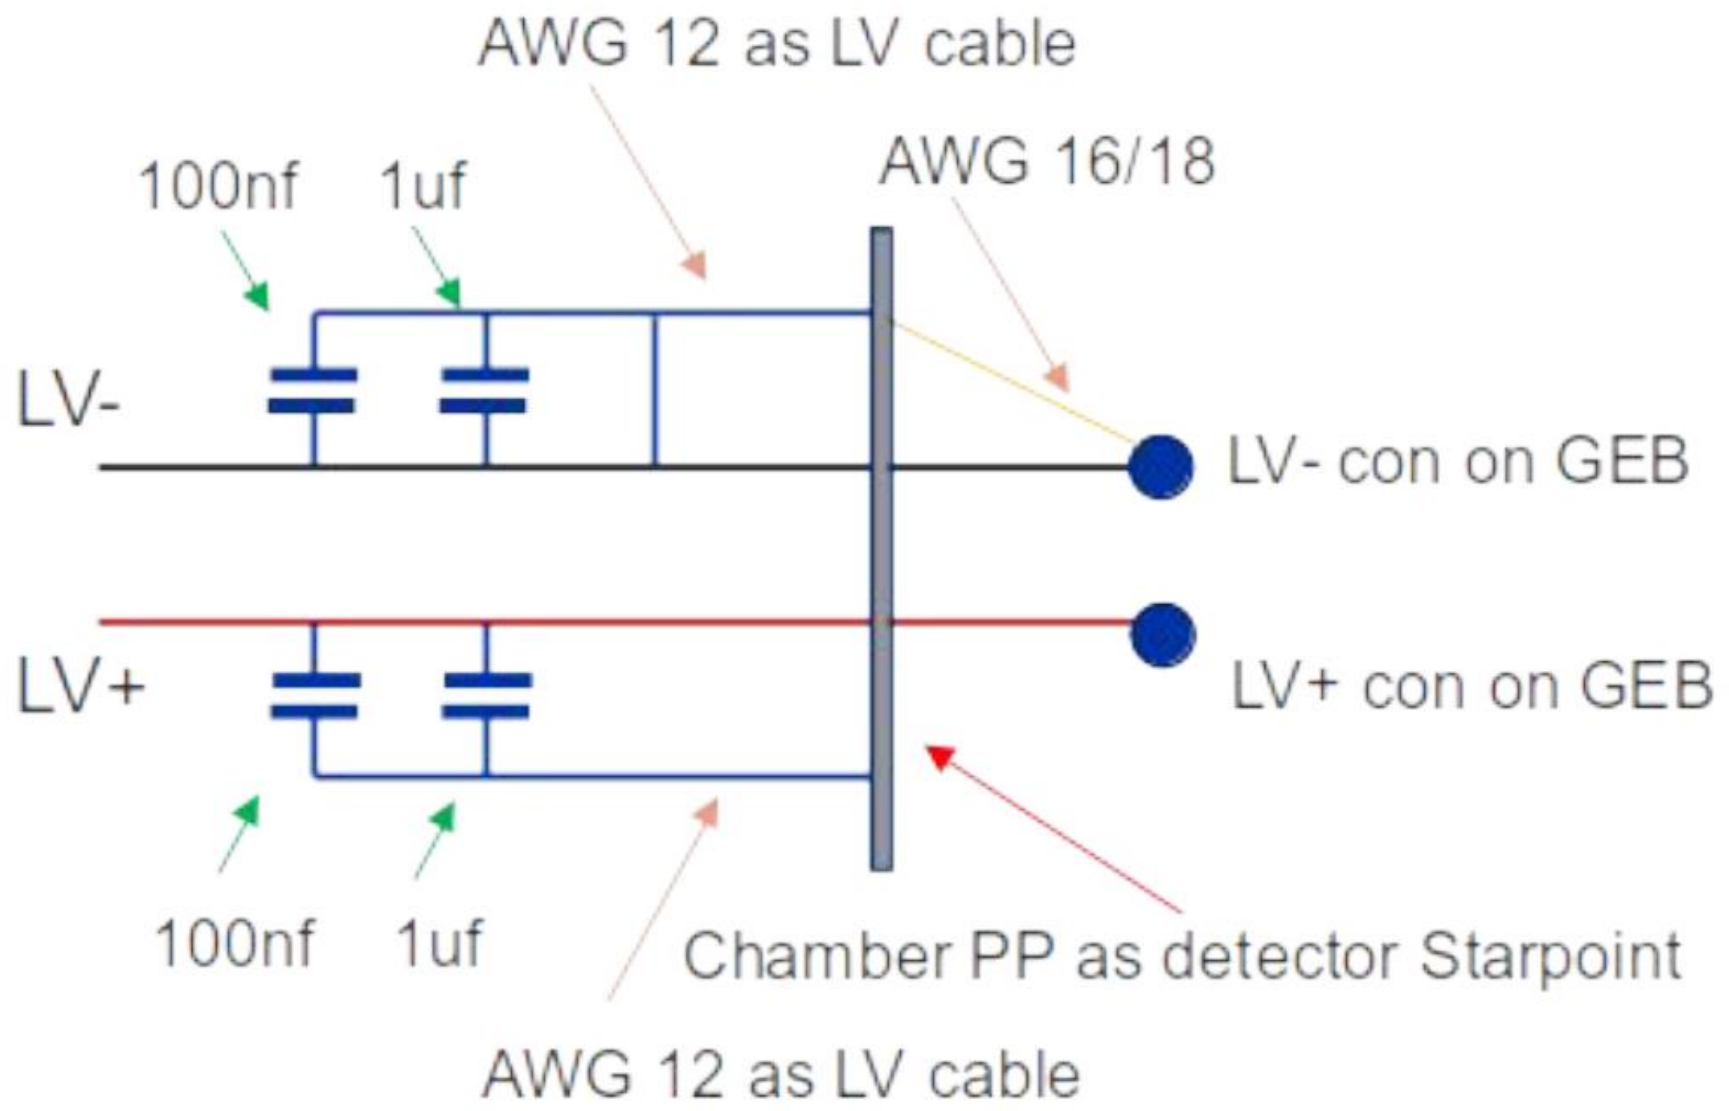 AWG 12 as LV cable
AWG 16/18
100nf 1uf
LV-
LV- con on GEB
LV+
LV+ con on GEB
100nf 1uf
Chamber PP as detector Starpoint
AWG 12 as LV cable